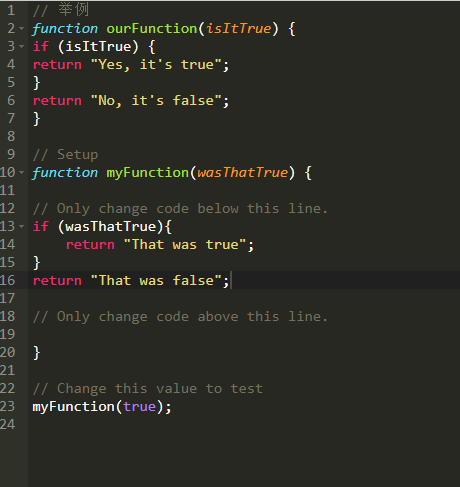 1 // 举例
2 function ourFunction(isItTrue) {
3 if (isItTrue) {
4 return "Yes, it's true";
5 }
6 return "No, it's false";
7 }
8
9 // Setup
10 function myFunction(wasThatTrue) {
11
12 // Only change code below this line.
13 if (wasThatTrue){
14     return "That was true";
15 }
16 return "That was false";
17
18 // Only change code above this line.
19
20 }
21
22 // Change this value to test
23 myFunction(true);
24